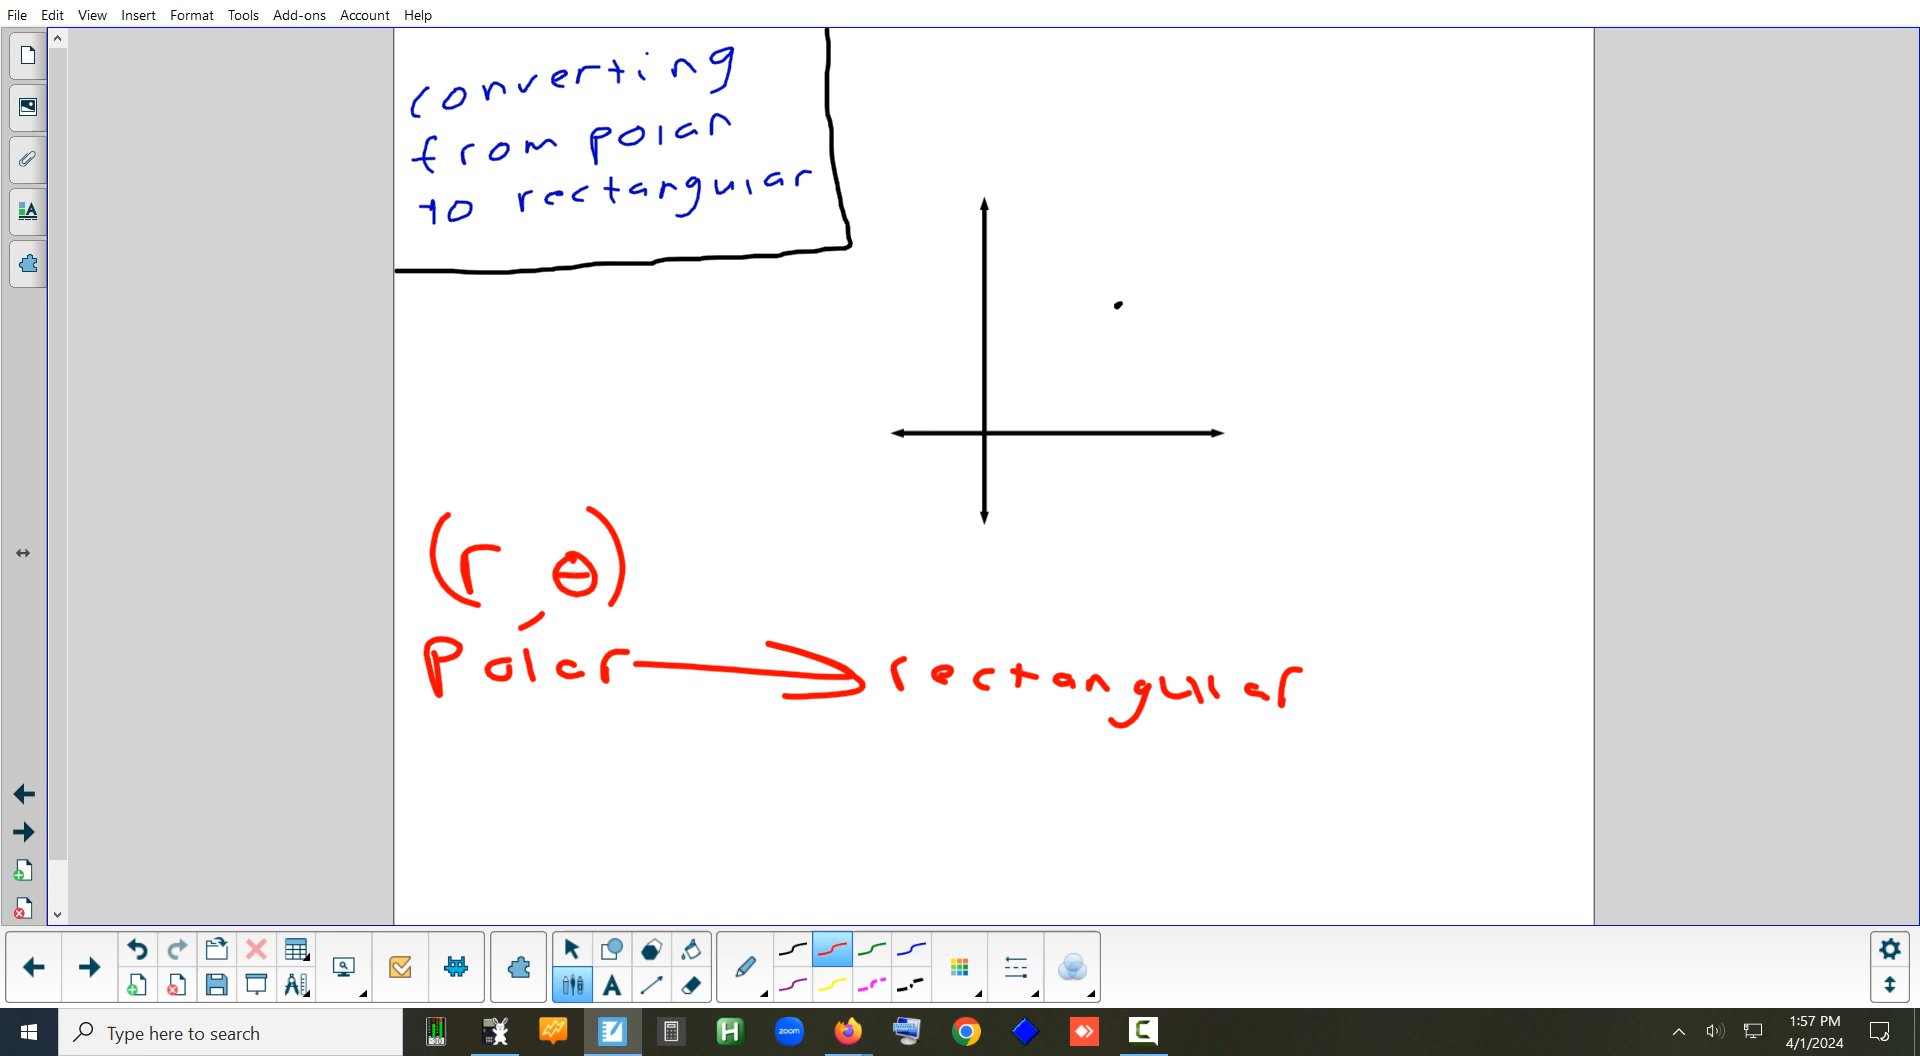 File Edit View Insert Format Tools Add-ons Account Help
converting
from polar
to rectangular
(r θ)
Polar rectangular
A
A
H
zoom
C
Type here to search
1:57 PM
4/1/2024